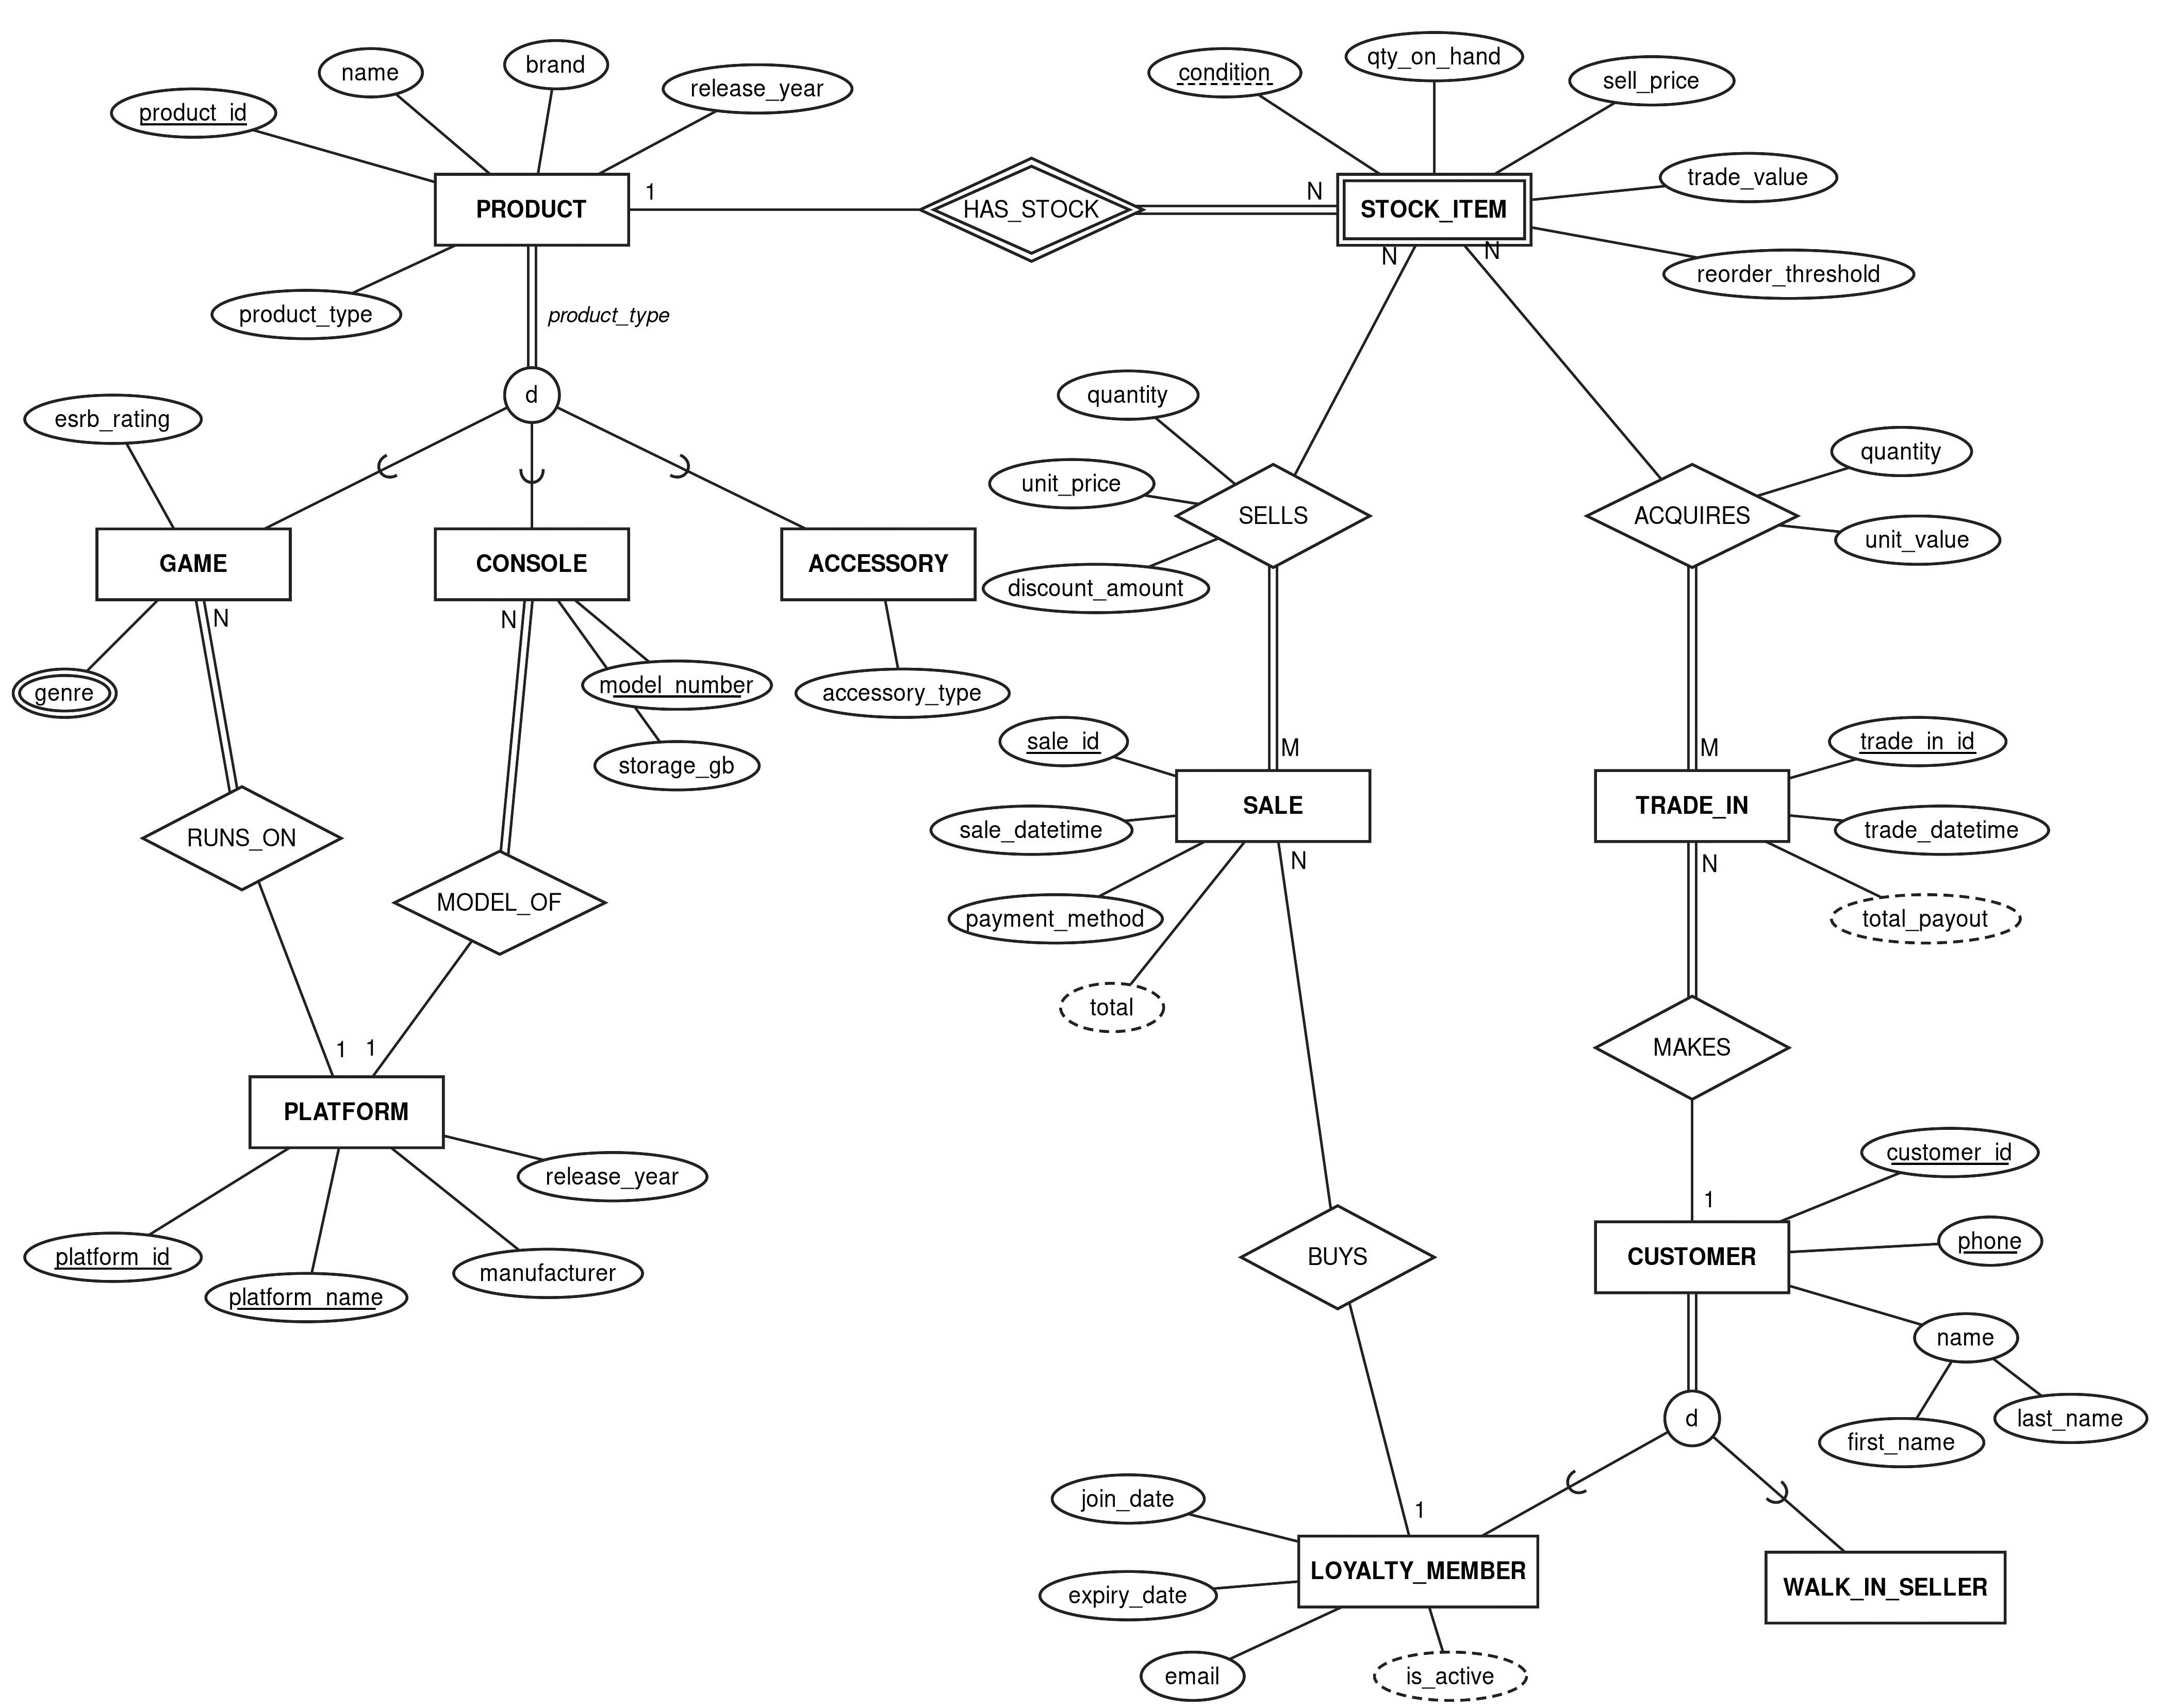 product_id
name
brand
release_year
PRODUCT
1
product_type
product_type
d
HAS_STOCK
N
condition
qty_on_hand
sell_price
trade_value
reorder_threshold
STOCK_ITEM
N
N
esrb_rating
GAME
N
genre
CONSOLE
N
model_number
storage_gb
ACCESSORY
accessory_type
RUNS_ON
MODEL_OF
1
1
PLATFORM
release_year
platform_id
platform_name
manufacturer
quantity
unit_price
discount_amount
SELLS
M
sale_id
sale_datetime
payment_method
total
SALE
N
quantity
unit_value
ACQUIRES
M
trade_in_id
trade_datetime
total_payout
TRADE_IN
N
MAKES
1
customer_id
phone
CUSTOMER
name
first_name
last_name
d
BUYS
1
join_date
expiry_date
email
is_active
LOYALTY_MEMBER
WALK_IN_SELLER